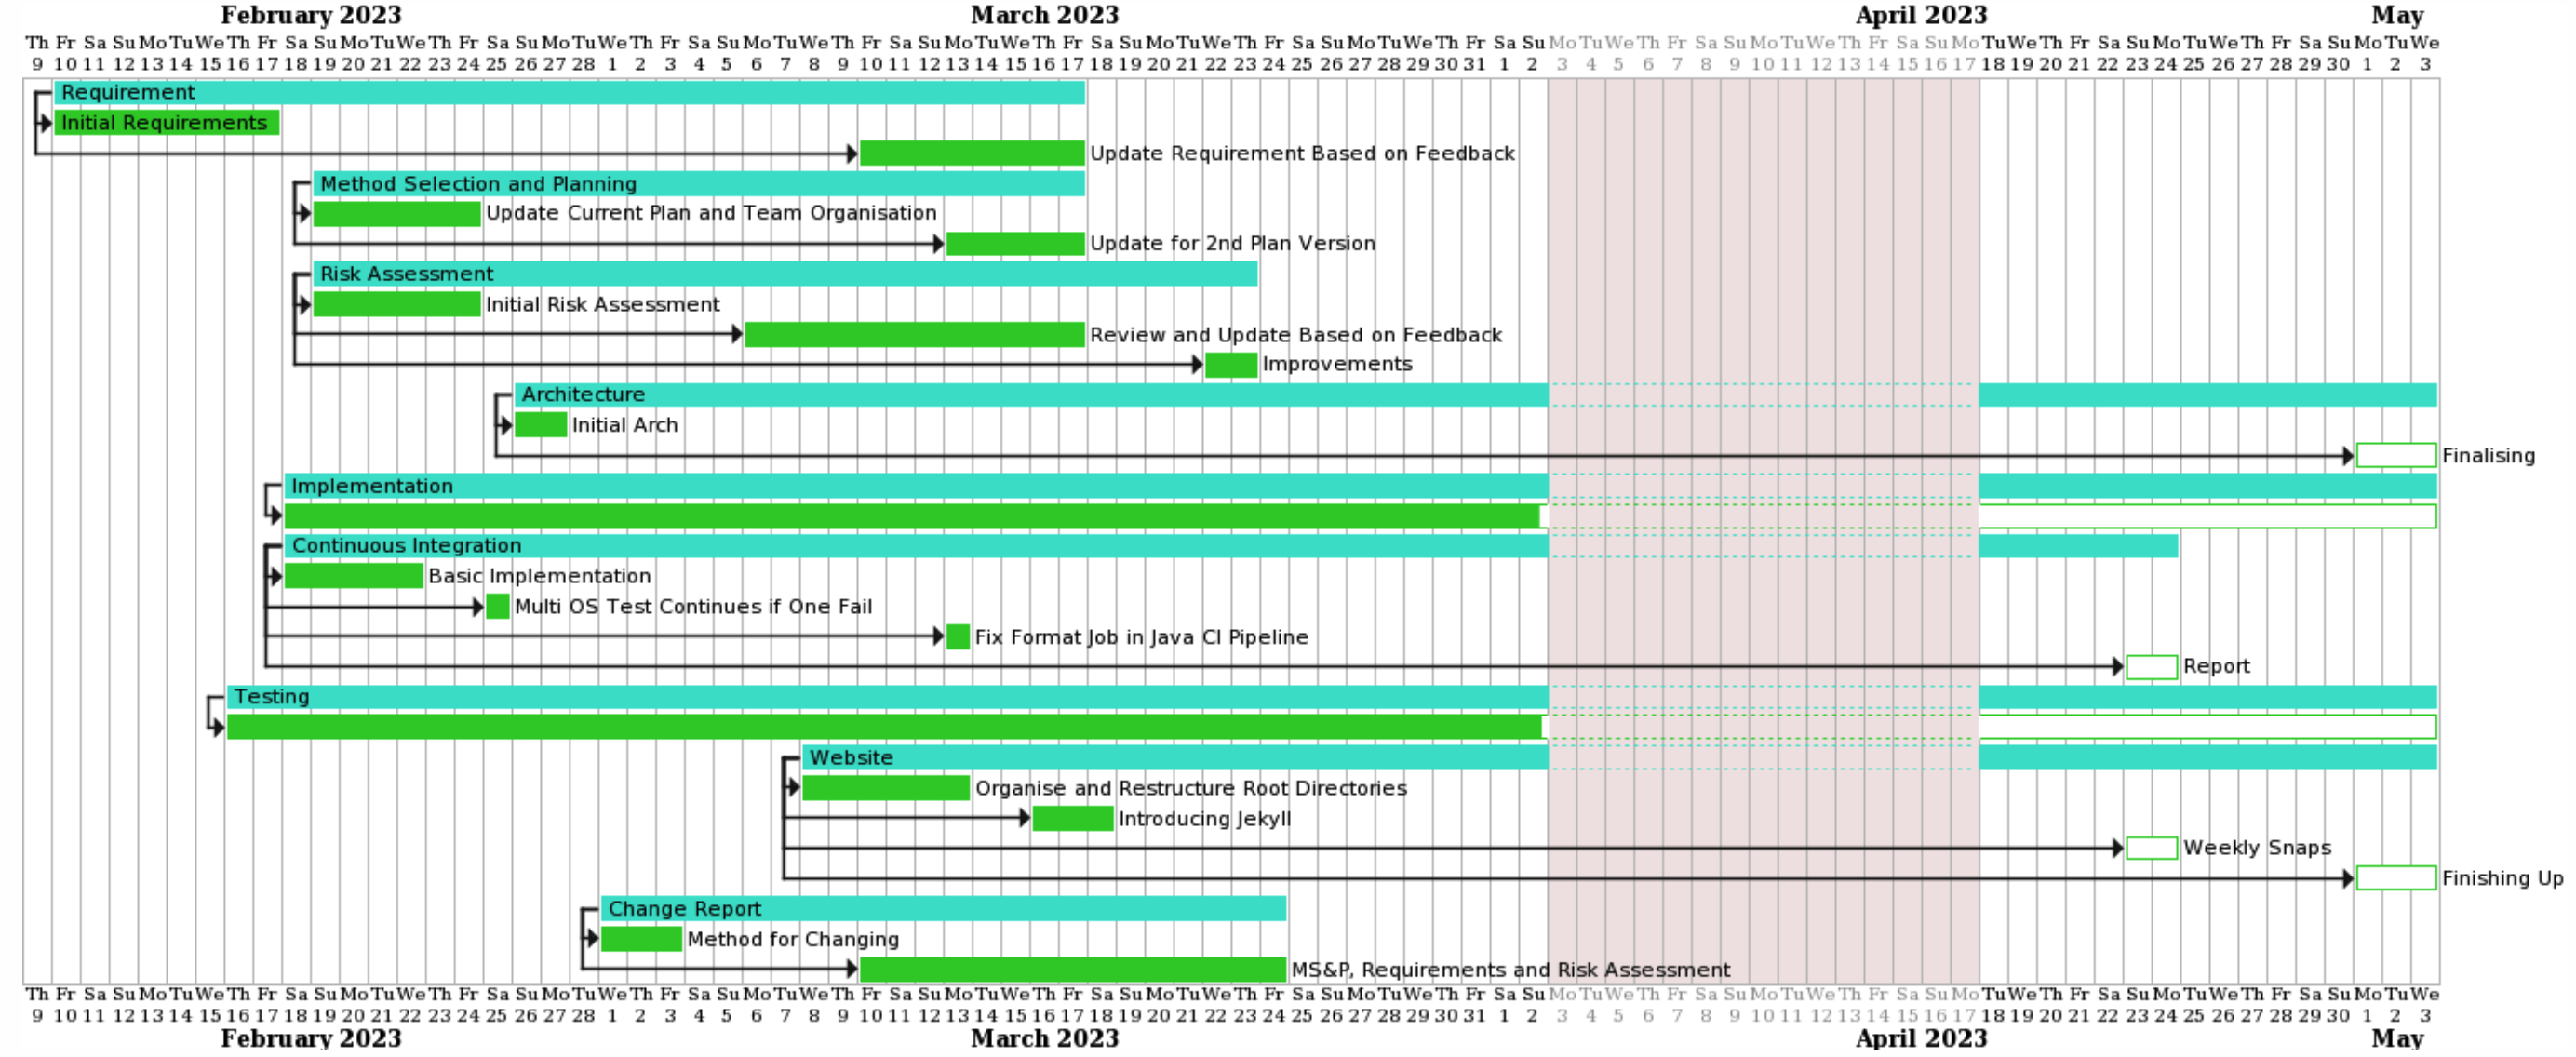 February 2023 March 2023 April 2023 May
Th Fr Sa Su Mo Tu We Th Fr Sa Su Mo Tu We Th Fr Sa Su Mo Tu We Th Fr Sa Su Mo Tu We Th Fr Sa Su Mo Tu We Th Fr Sa Su Mo Tu We Th Fr Sa Su Mo Tu We Th Fr Sa Su Mo Tu We Th Fr Sa Su Mo Tu We Th Fr Sa Su Mo Tu We Th Fr Sa Su Mo Tu We Th Fr Sa Su Mo Tu We
9 10 11 12 13 14 15 16 17 18 19 20 21 22 23 24 25 26 27 28 1 2 3 4 5 6 7 8 9 10 11 12 13 14 15 16 17 18 19 20 21 22 23 24 25 26 27 28 29 30 31 1 2 3 4 5 6 7 8 9 10 11 12 13 14 15 16 17 18 19 20 21 22 23 24 25 26 27 28 29 30 1 2 3
Requirement
Initial Requirements
Update Requirement Based on Feedback
Method Selection and Planning
Update Current Plan and Team Organisation
Update for 2nd Plan Version
Risk Assessment
Initial Risk Assessment
Review and Update Based on Feedback
Improvements
Architecture
Initial Arch
Finalising
Implementation
Continuous Integration
Basic Implementation
Multi OS Test Continues if One Fail
Fix Format Job in Java CI Pipeline
Report
Testing
Website
Organise and Restructure Root Directories
Introducing Jekyll
Weekly Snaps
Finishing Up
Change Report
Method for Changing
MS&P, Requirements and Risk Assessment
Th Fr Sa Su Mo Tu We Th Fr Sa Su Mo Tu We Th Fr Sa Su Mo Tu We Th Fr Sa Su Mo Tu We Th Fr Sa Su Mo Tu We Th Fr Sa Su Mo Tu We Th Fr Sa Su Mo Tu We Th Fr Sa Su Mo Tu We Th Fr Sa Su Mo Tu We Th Fr Sa Su Mo Tu We Th Fr Sa Su Mo Tu We Th Fr Sa Su Mo Tu We
9 10 11 12 13 14 15 16 17 18 19 20 21 22 23 24 25 26 27 28 1 2 3 4 5 6 7 8 9 10 11 12 13 14 15 16 17 18 19 20 21 22 23 24 25 26 27 28 29 30 31 1 2 3 4 5 6 7 8 9 10 11 12 13 14 15 16 17 18 19 20 21 22 23 24 25 26 27 28 29 30 1 2 3
February 2023 March 2023 April 2023 May